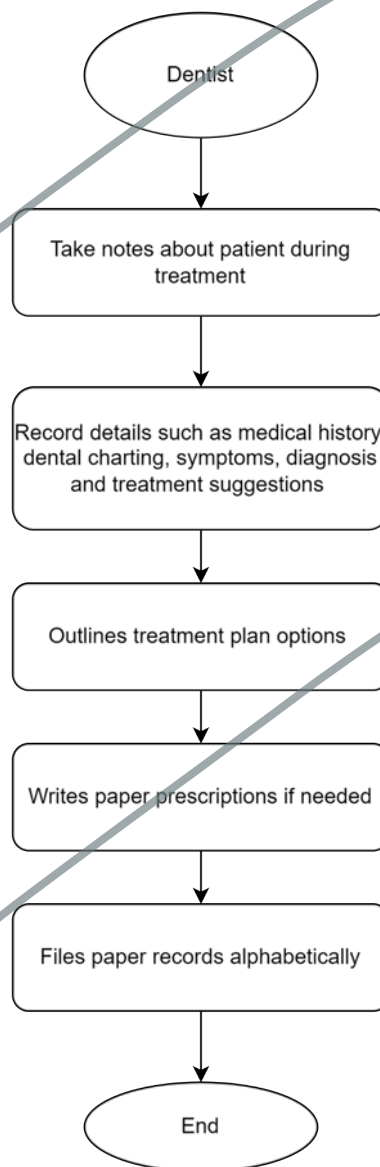 Dentist
Take notes about patient during
treatment
Record details such as medical history
dental charting, symptoms, diagnosis
and treatment suggestions
Outlines treatment plan options
Writes paper prescriptions if needed
Files paper records alphabetically
End